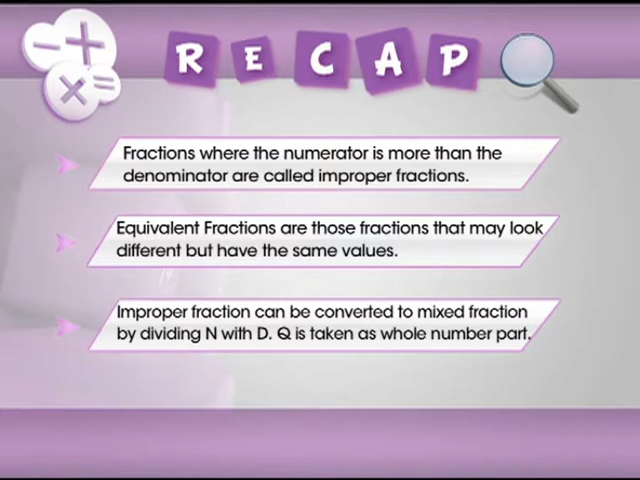 RECAP
Fractions where the numerator is more than the
denominator are called improper fractions.
Equivalent Fractions are those fractions that may look
different but have the same values.
Improper fraction can be converted to mixed fraction
by dividing N with D. Q is taken as whole number part.